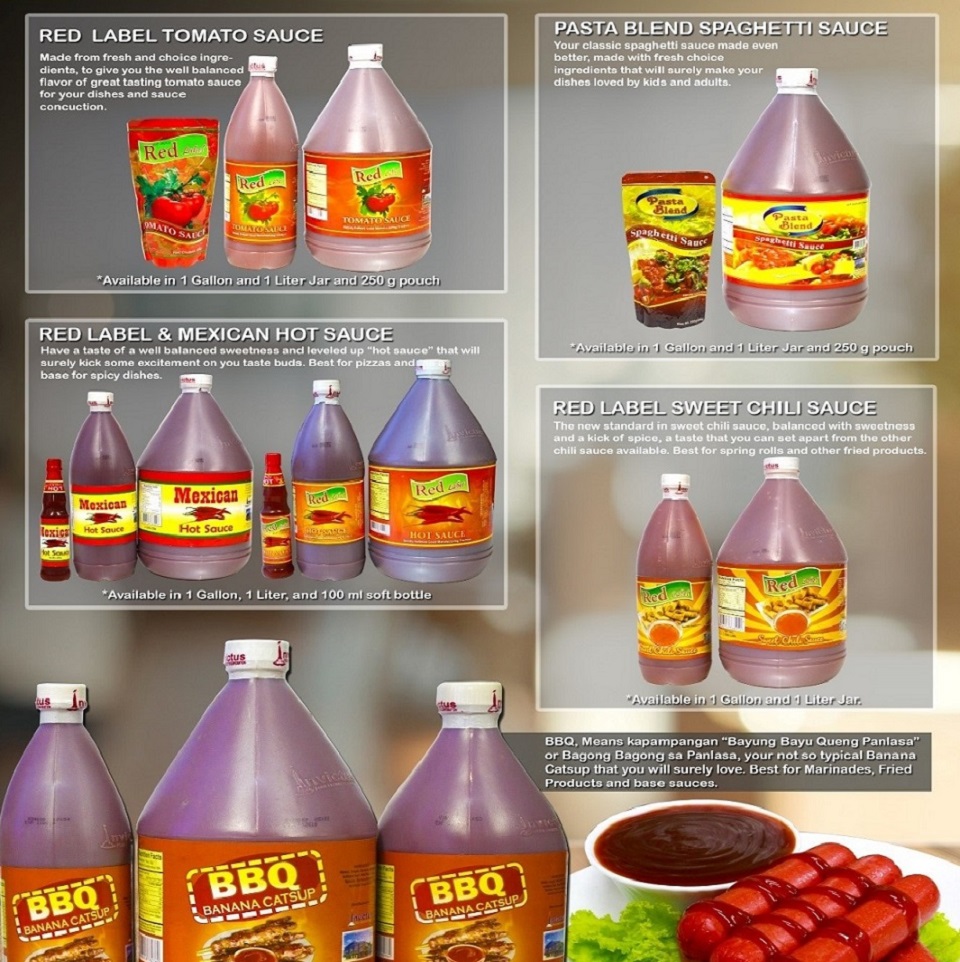 RED LABEL TOMATO SAUCE
Made from fresh and choice ingre-
dients, to give you the well balanced
flavor of great tasting tomato sauce
for your dishes and sauce
concuction.
Red
TOMATO SAUCE
Red
TOMATO SAUCE
Red
TOMATO SAUCE
*Available in 1 Gallon and 1 Liter Jar and 250 g pouch
PASTA BLEND SPAGHETTI SAUCE
Your classic spaghetti sauce made even
better, made with fresh choice
ingredients that will surely make your
dishes loved by kids and adults.
Pasta
Blend
Spaghetti Sauce
Pasta
Blend
Spaghetti Sauce
*Available in 1 Gallon and 1 Liter Jar and 250 g pouch
RED LABEL & MEXICAN HOT SAUCE
Have a taste of a well balanced sweetness and leveled up "hot sauce" that will
surely kick some excitement on you taste buds. Best for pizzas and
base for spicy dishes.
Mexican
Hot Sauce
Mexican
Hot Sauce
Mexican
Hot Sauce
Red
HOT SAUCE
Red
HOT SAUCE
*Available in 1 Gallon, 1 Liter, and 100 ml soft bottle
RED LABEL SWEET CHILI SAUCE
The new standard in sweet chili sauce, balanced with sweetness
and a kick of spice, a taste that you can set apart from the other
chili sauce available. Best for spring rolls and other fried products.
Red
Sweet Chili Sauce
Red
Sweet Chili Sauce
*Available in 1 Gallon and 1 Liter Jar.
BBQ, Means kapampangan "Bayung Bayu Queng Panlasa"
or Bagong Bagong sa Panlasa, your not so typical Banana
Catsup that you will surely love. Best for Marinades, Fried
Products and base sauces.
BBQ
BANANA CATSUP
BBQ
BANANA CATSUP
BBQ
BANANA CATSUP